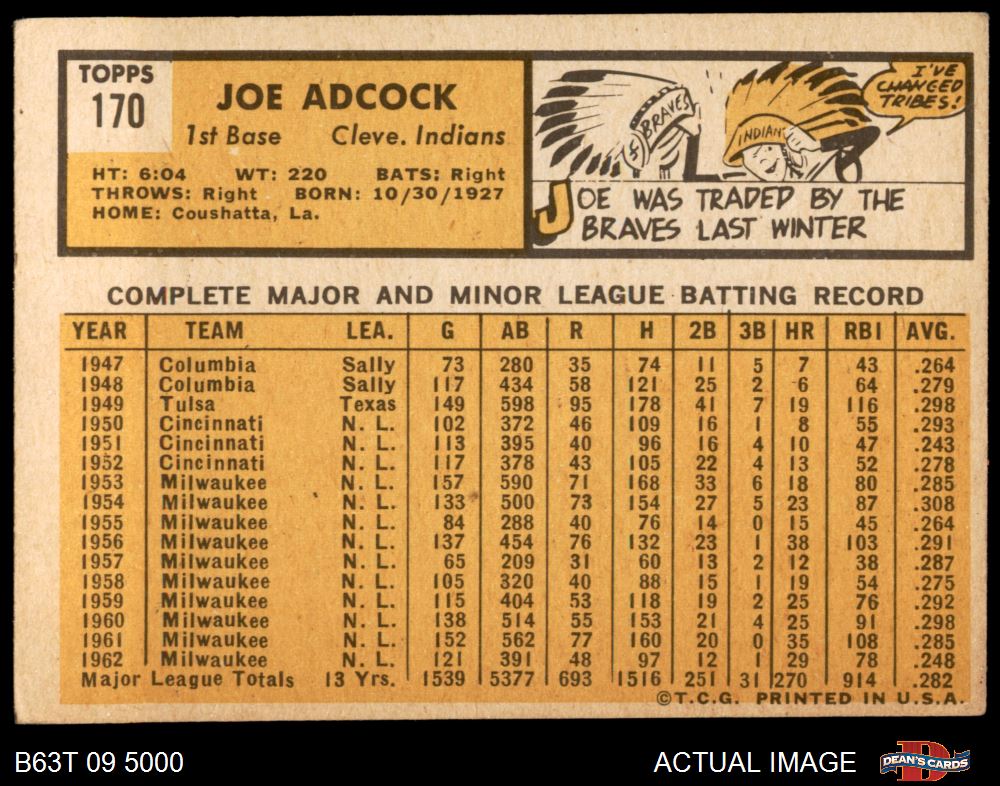 TOPPS
170
JOE ADCOCK
1st Base Cleve. Indians
HT: 6:04 WT: 220 BATS: Right
THROWS: Right BORN: 10/30/1927
HOME: Coushatta, La.
BRAVES
INDIANS
I'VE
CHANGED
TRIBES!
JOE WAS TRADED BY THE
BRAVES LAST WINTER
COMPLETE MAJOR AND MINOR LEAGUE BATTING RECORD
YEAR TEAM LEA. G AB R H 2B 3B HR RBI AVG.
1947 Columbia Sally 73 280 35 74 11 5 7 43 .264
1948 Columbia Sally 117 434 58 121 25 2 6 64 .279
1949 Tulsa Texas 149 598 95 178 41 7 19 116 .298
1950 Cincinnati N. L. 102 372 46 109 16 1 8 55 .293
1951 Cincinnati N. L. 113 395 40 96 16 4 10 47 .243
1952 Cincinnati N. L. 117 378 43 105 22 4 13 52 .278
1953 Milwaukee N. L. 157 590 71 168 33 6 18 80 .285
1954 Milwaukee N. L. 133 500 73 154 27 5 23 87 .308
1955 Milwaukee N. L. 84 288 40 76 14 0 15 45 .264
1956 Milwaukee N. L. 137 454 76 132 23 1 38 103 .291
1957 Milwaukee N. L. 65 209 31 60 13 2 12 38 .287
1958 Milwaukee N. L. 105 320 40 88 15 1 19 54 .275
1959 Milwaukee N. L. 115 404 53 118 19 2 25 76 .292
1960 Milwaukee N. L. 138 514 55 153 21 4 25 91 .298
1961 Milwaukee N. L. 152 562 77 160 20 0 35 108 .285
1962 Milwaukee N. L. 121 391 48 97 12 1 29 78 .248
Major League Totals 13 Yrs. 1539 5377 693 1516 251 31 270 914 .282
©T.C.G. PRINTED IN U.S.A.
B63T 09 5000
ACTUAL IMAGE
D
DEAN'S CARDS